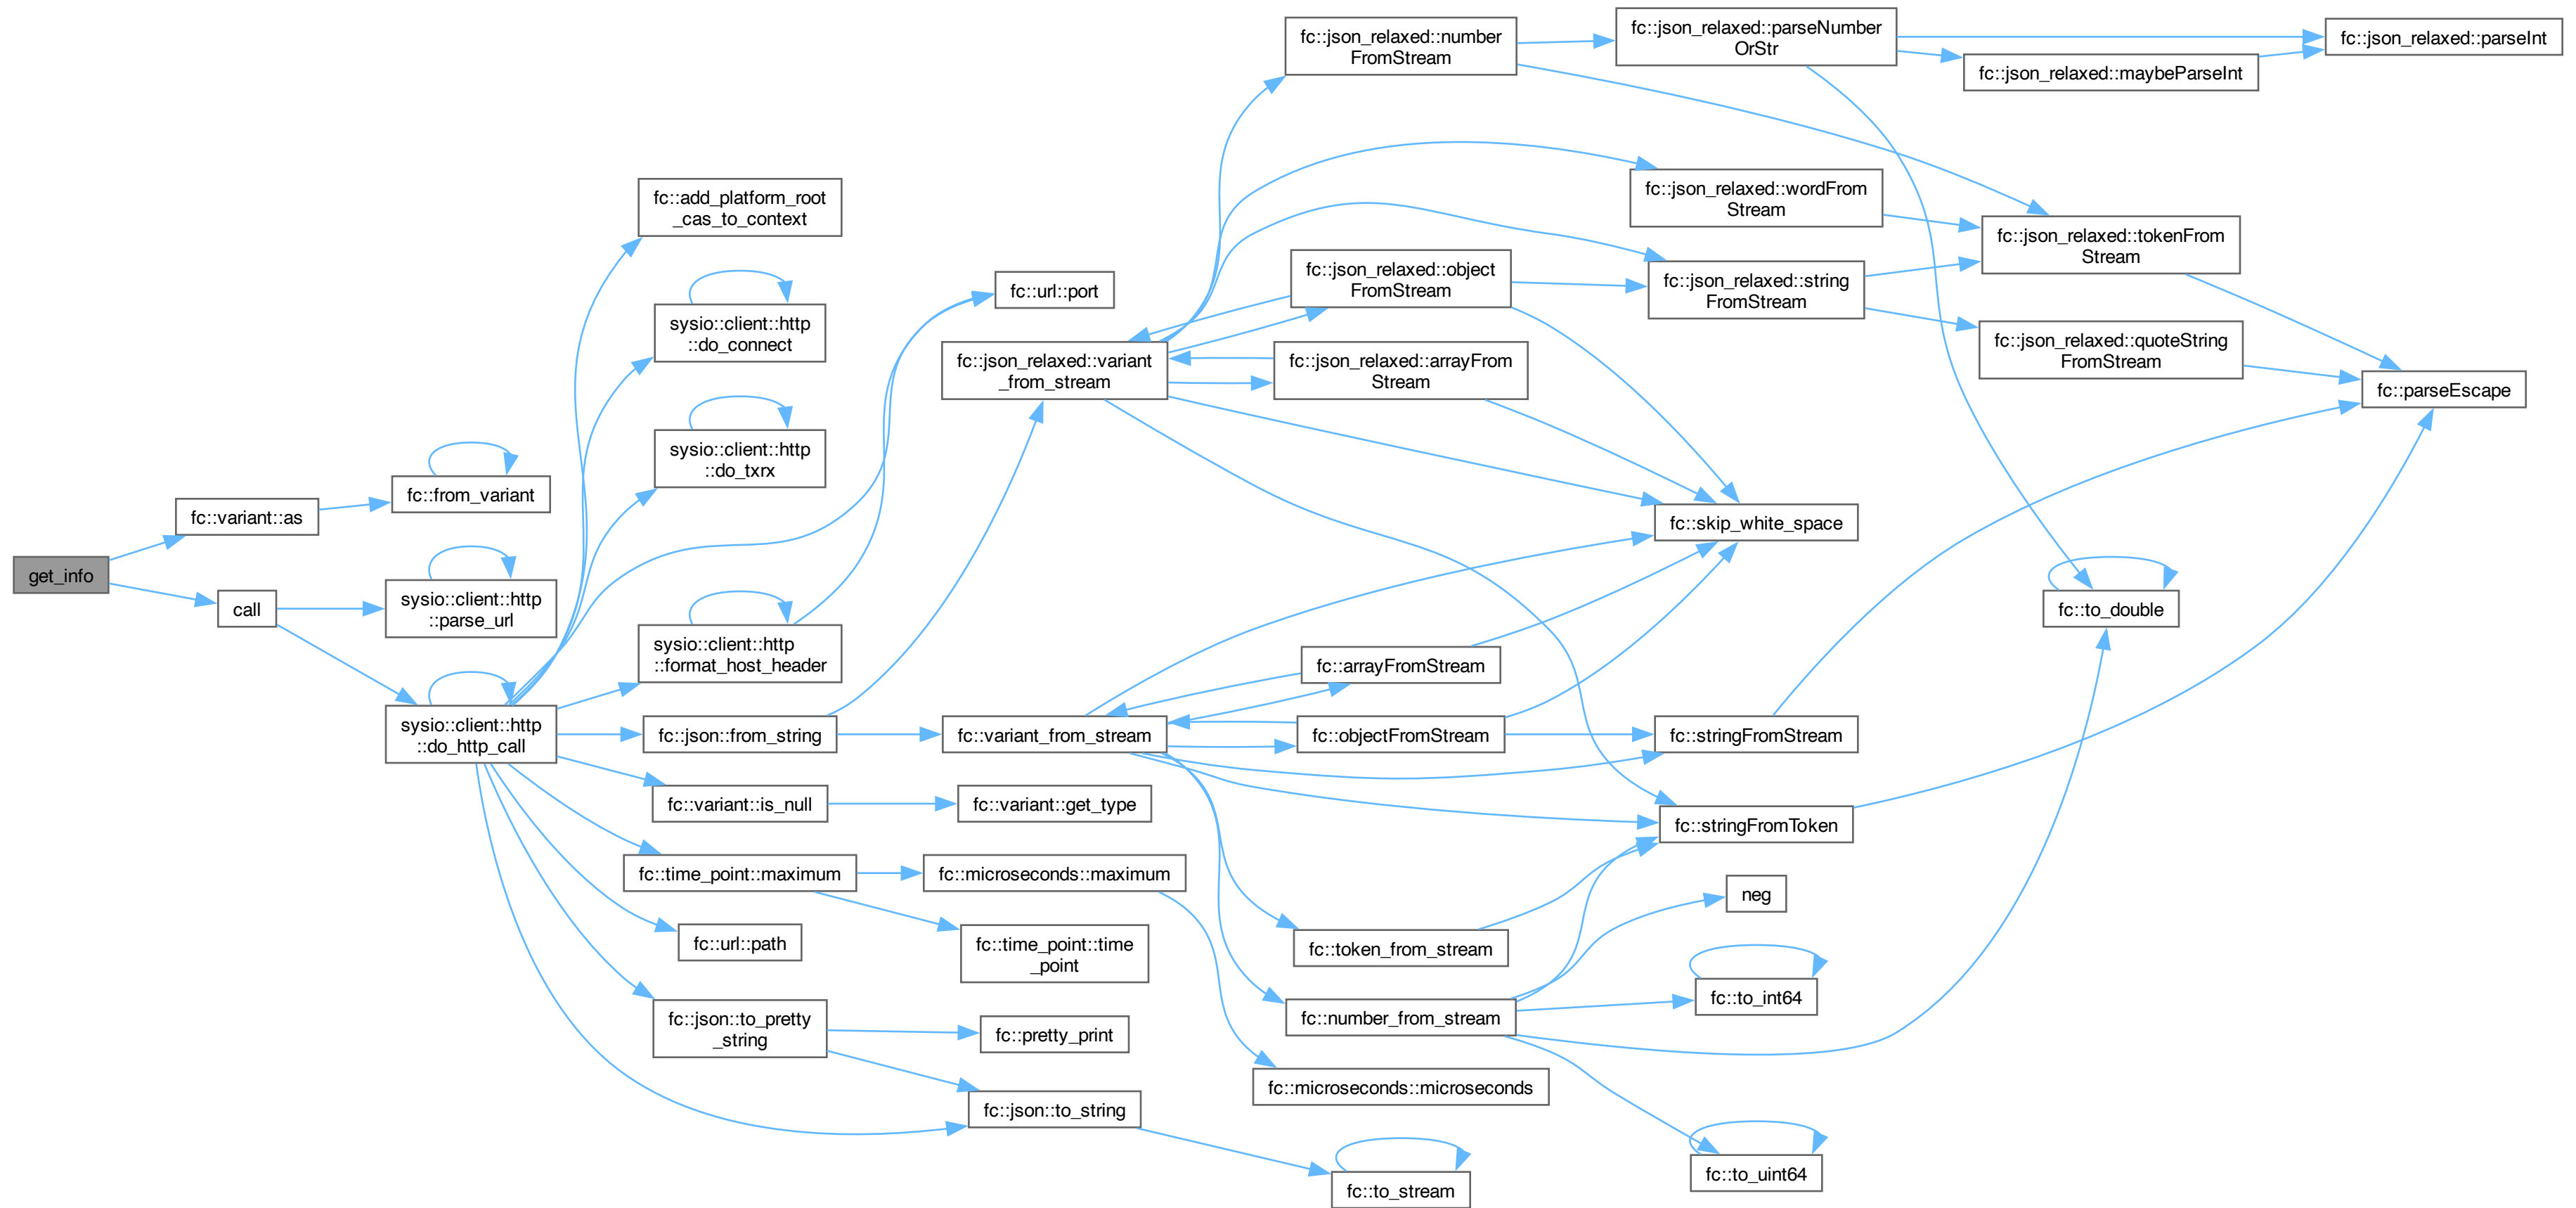 get_info
fc::variant::as
call
fc::from_variant
sysio::client::http
::parse_url
sysio::client::http
::do_http_call
fc::add_platform_root
_cas_to_context
sysio::client::http
::do_connect
sysio::client::http
::do_txrx
sysio::client::http
::format_host_header
fc::json::from_string
fc::variant::is_null
fc::time_point::maximum
fc::url::path
fc::json::to_pretty
_string
fc::url::port
fc::json_relaxed::variant
_from_stream
fc::variant_from_stream
fc::variant::get_type
fc::microseconds::maximum
fc::time_point::time
_point
fc::pretty_print
fc::json::to_string
fc::json_relaxed::number
FromStream
fc::json_relaxed::object
FromStream
fc::json_relaxed::arrayFrom
Stream
fc::arrayFromStream
fc::objectFromStream
fc::token_from_stream
fc::number_from_stream
fc::microseconds::microseconds
fc::to_stream
fc::json_relaxed::parseNumber
OrStr
fc::json_relaxed::wordFrom
Stream
fc::json_relaxed::string
FromStream
fc::skip_white_space
fc::stringFromStream
fc::stringFromToken
neg
fc::to_int64
fc::to_uint64
fc::json_relaxed::maybeParseInt
fc::json_relaxed::tokenFrom
Stream
fc::json_relaxed::quoteString
FromStream
fc::to_double
fc::json_relaxed::parseInt
fc::parseEscape